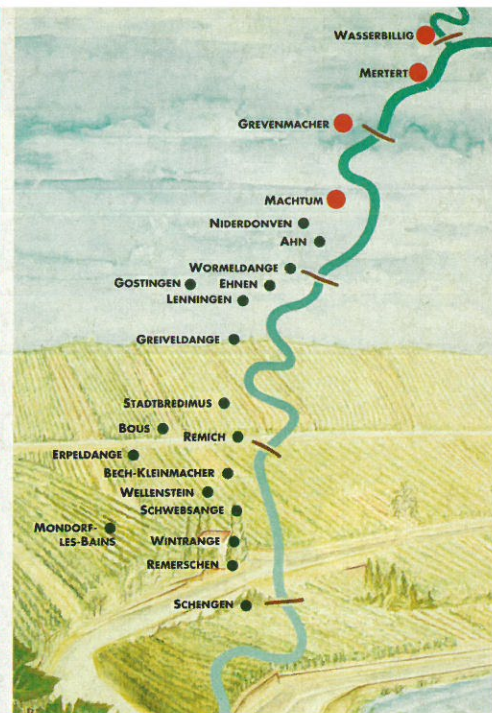 WASSERBILLIG
MERTERT
GREVENMACHER
MACHTUM
NIDERDONVEN
AHN
WORMELDANGE
GOSTINGEN
EHNEN
LENNINGEN
GREIVELDANGE
STADTBREDIMUS
BOUS
REMICH
ERPELDANGE
BECH-KLEINMACHER
WELLENSTEIN
SCHWEBSANGE
MONDORF-
LES-BAINS
WINTRANGE
REMERSCHEN
SCHENGEN